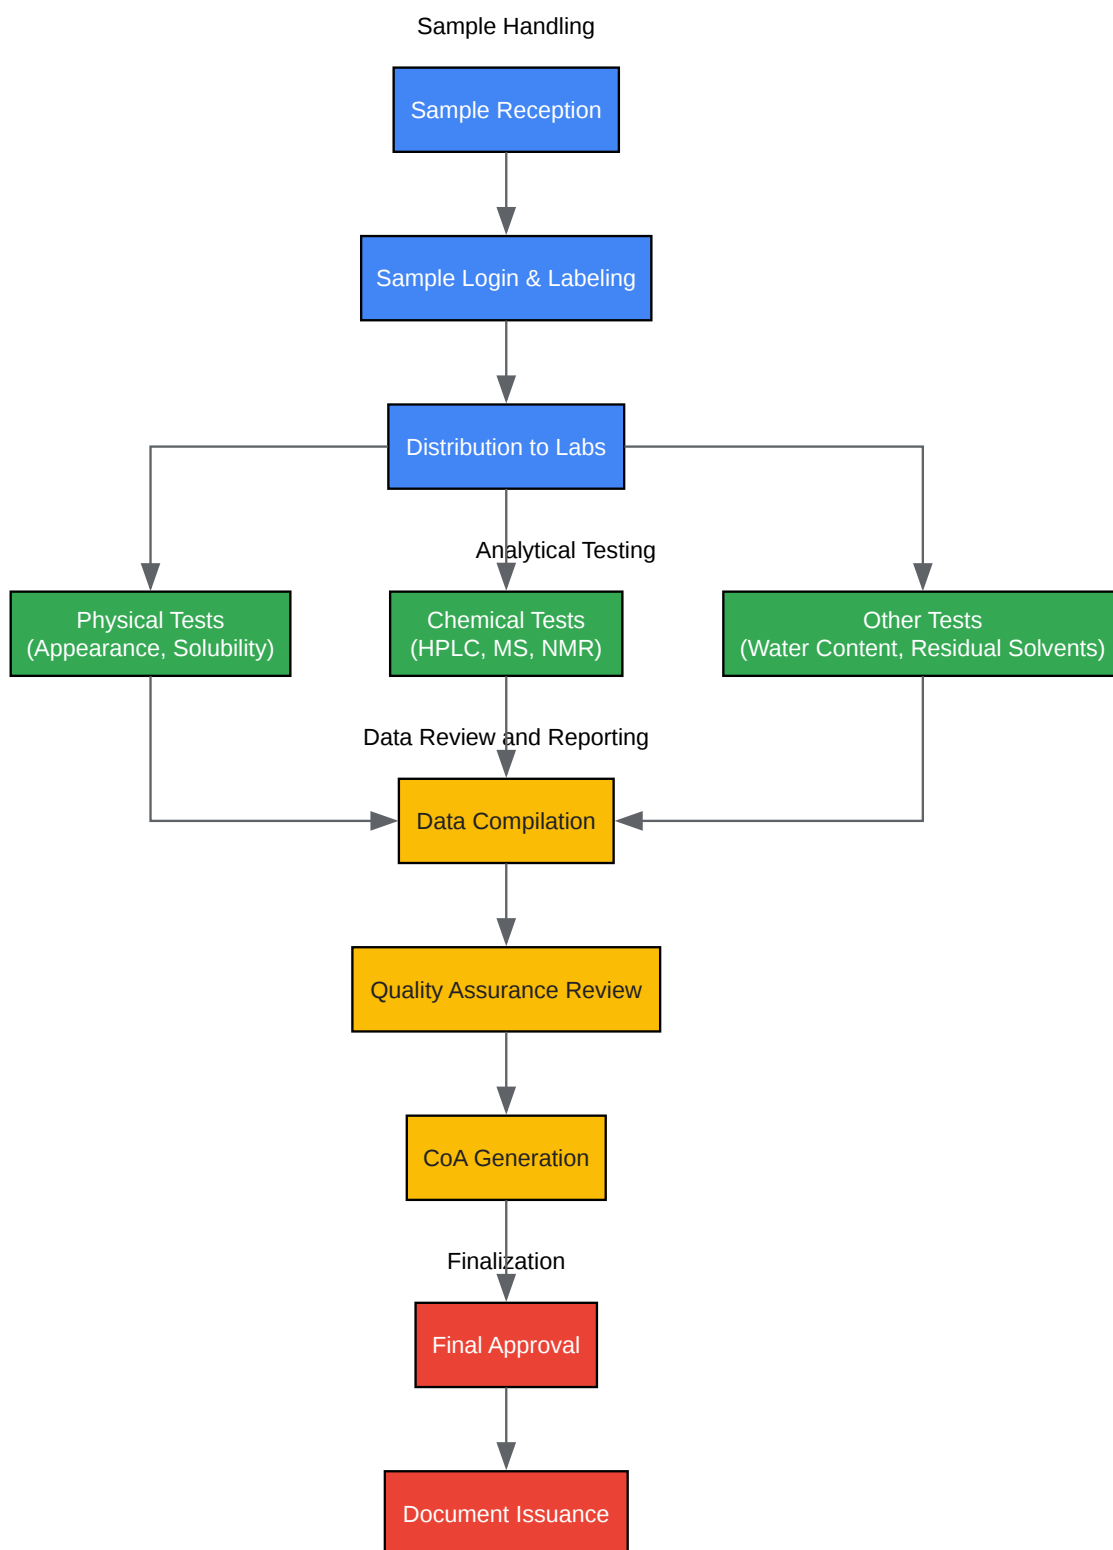 Sample Handling
Sample Reception
Sample Login & Labeling
Distribution to Labs
Analytical Testing
Physical Tests
(Appearance, Solubility)
Chemical Tests
(HPLC, MS, NMR)
Other Tests
(Water Content, Residual Solvents)
Data Review and Reporting
Data Compilation
Quality Assurance Review
CoA Generation
Finalization
Final Approval
Document Issuance